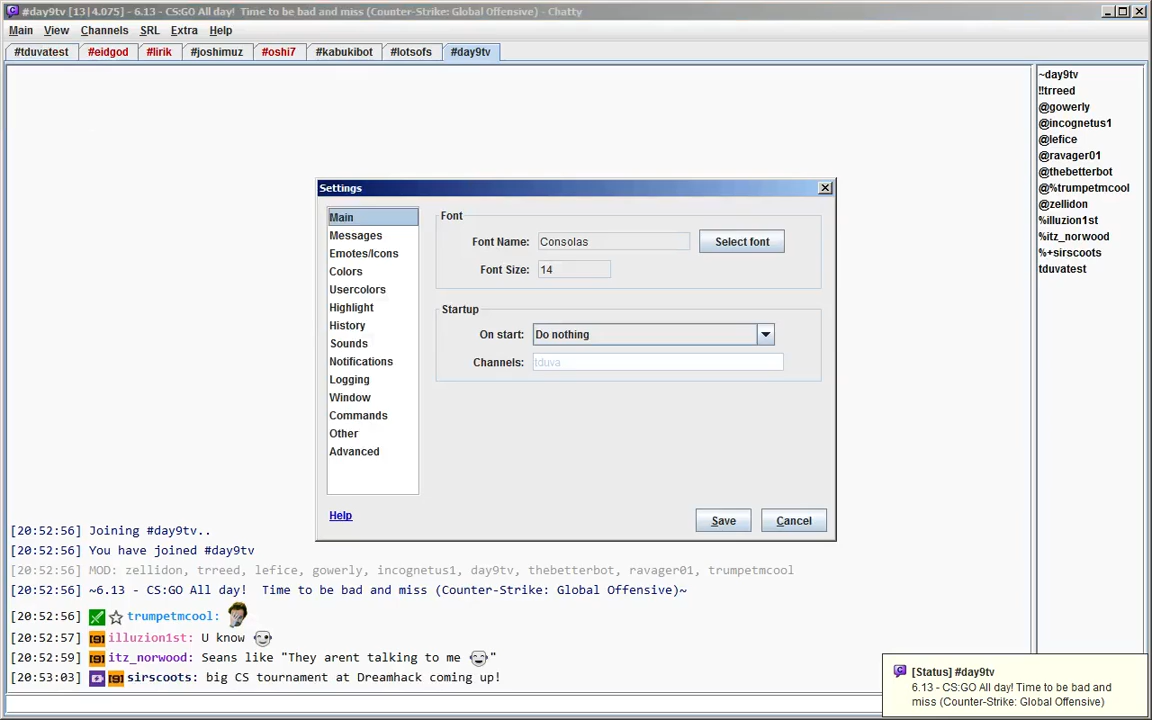 #day9tv [13|4.075] - 6.13 - CS:GO All day!  Time to be bad and miss (Counter-Strike: Global Offensive) - Chatty
Main View Channels SRL Extra Help
#tduvatest #eidgod #lirik #joshimuz #oshi7 #kabukibot #lotsofs #day9tv
~day9tv
!!trreed
@gowerly
@incognetus1
@lefice
@ravager01
@thebetterbot
@%trumpetmcool
@zellidon
%illuzion1st
%itz_norwood
%+sirscoots
tduvatest
Settings
Main
Messages
Emotes/Icons
Colors
Usercolors
Highlight
History
Sounds
Notifications
Logging
Window
Commands
Other
Advanced
Help
Font
Font Name: Consolas Select font
Font Size: 14
Startup
On start: Do nothing
Channels: tduva
Save Cancel
[20:52:56] Joining #day9tv..
[20:52:56] You have joined #day9tv
[20:52:56] MOD: zellidon, trreed, lefice, gowerly, incognetus1, day9tv, thebetterbot, ravager01, trumpetmcool
[20:52:56] ~6.13 - CS:GO All day!  Time to be bad and miss (Counter-Strike: Global Offensive)~
[20:52:56] trumpetmcool:
[20:52:57] [9] illuzion1st: U know
[20:52:59] [9] itz_norwood: Seans like "They arent talking to me "
[20:53:03] [9] sirscoots: big CS tournament at Dreamhack coming up!
[Status] #day9tv
6.13 - CS:GO All day! Time to be bad and
miss (Counter-Strike: Global Offensive)